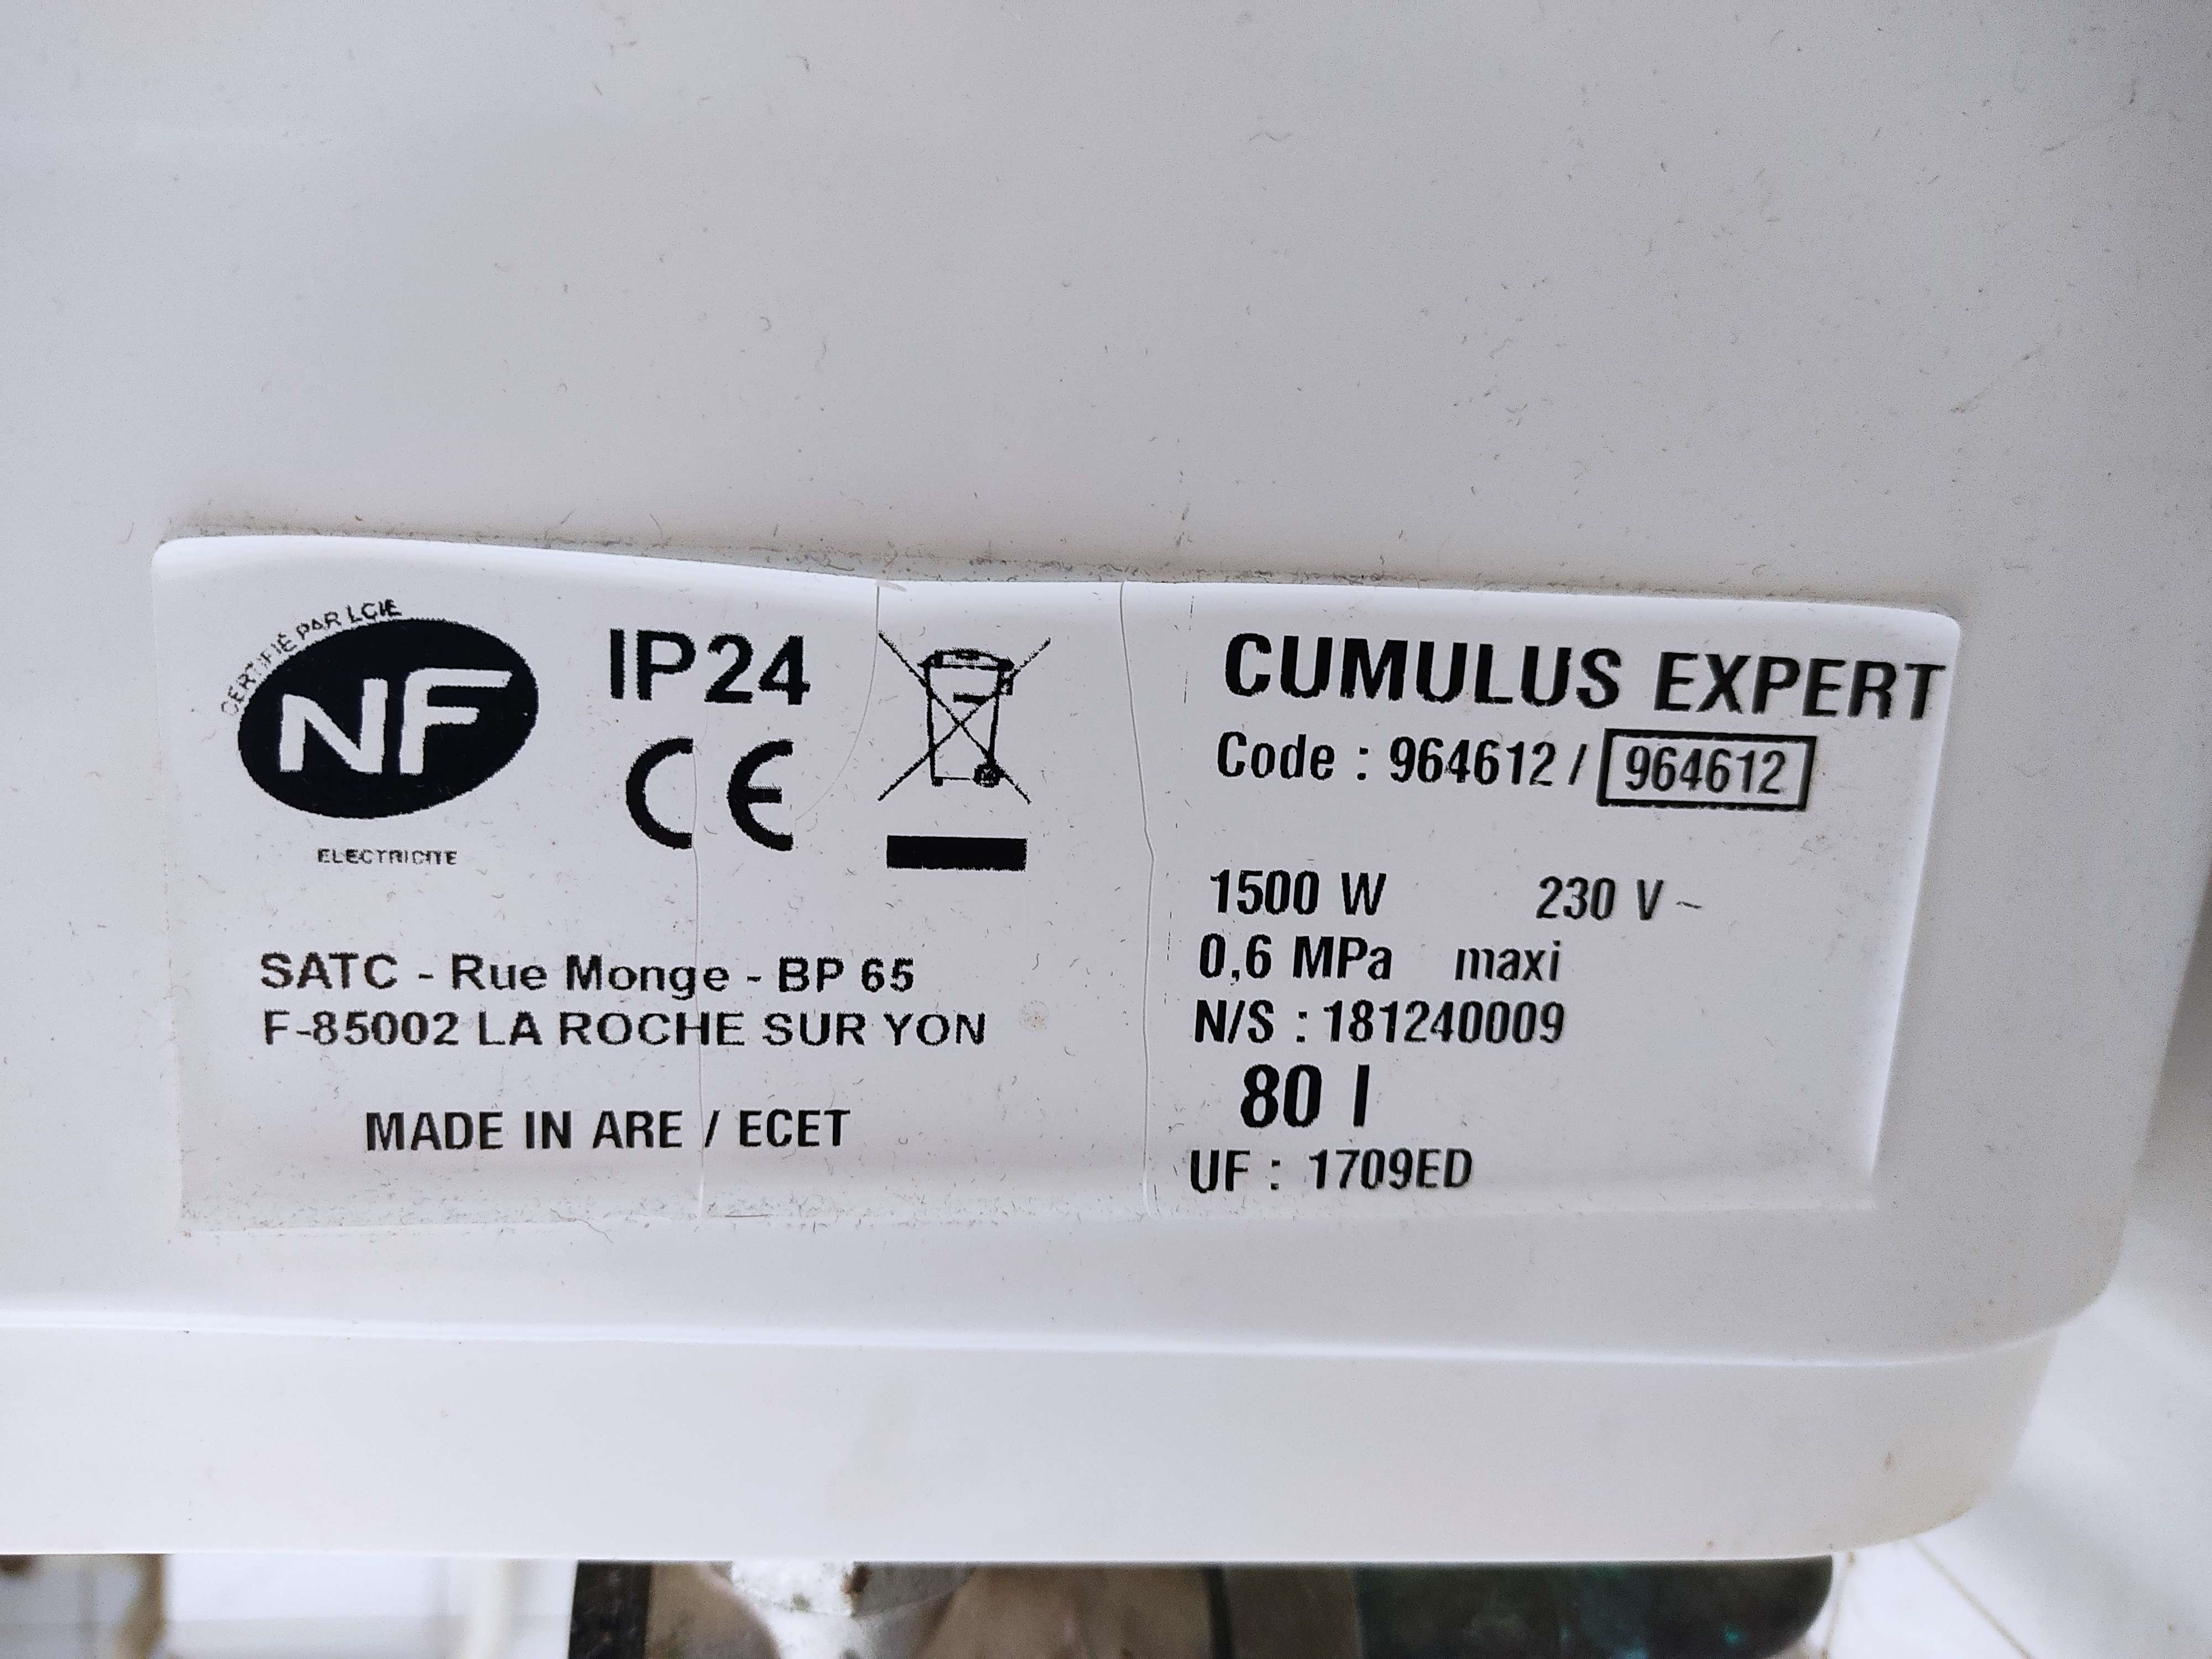 CERTIFIÉ PAR LCIE
NF
ELECTRICITE
IP24
CE
SATC - Rue Monge - BP 65
F-85002 LA ROCHE SUR YON
MADE IN ARE / ECET
CUMULUS EXPERT
Code : 964612 / 964612
1500 W 230 V ~
0,6 MPa maxi
N/S : 181240009
80 l
UF : 1709ED